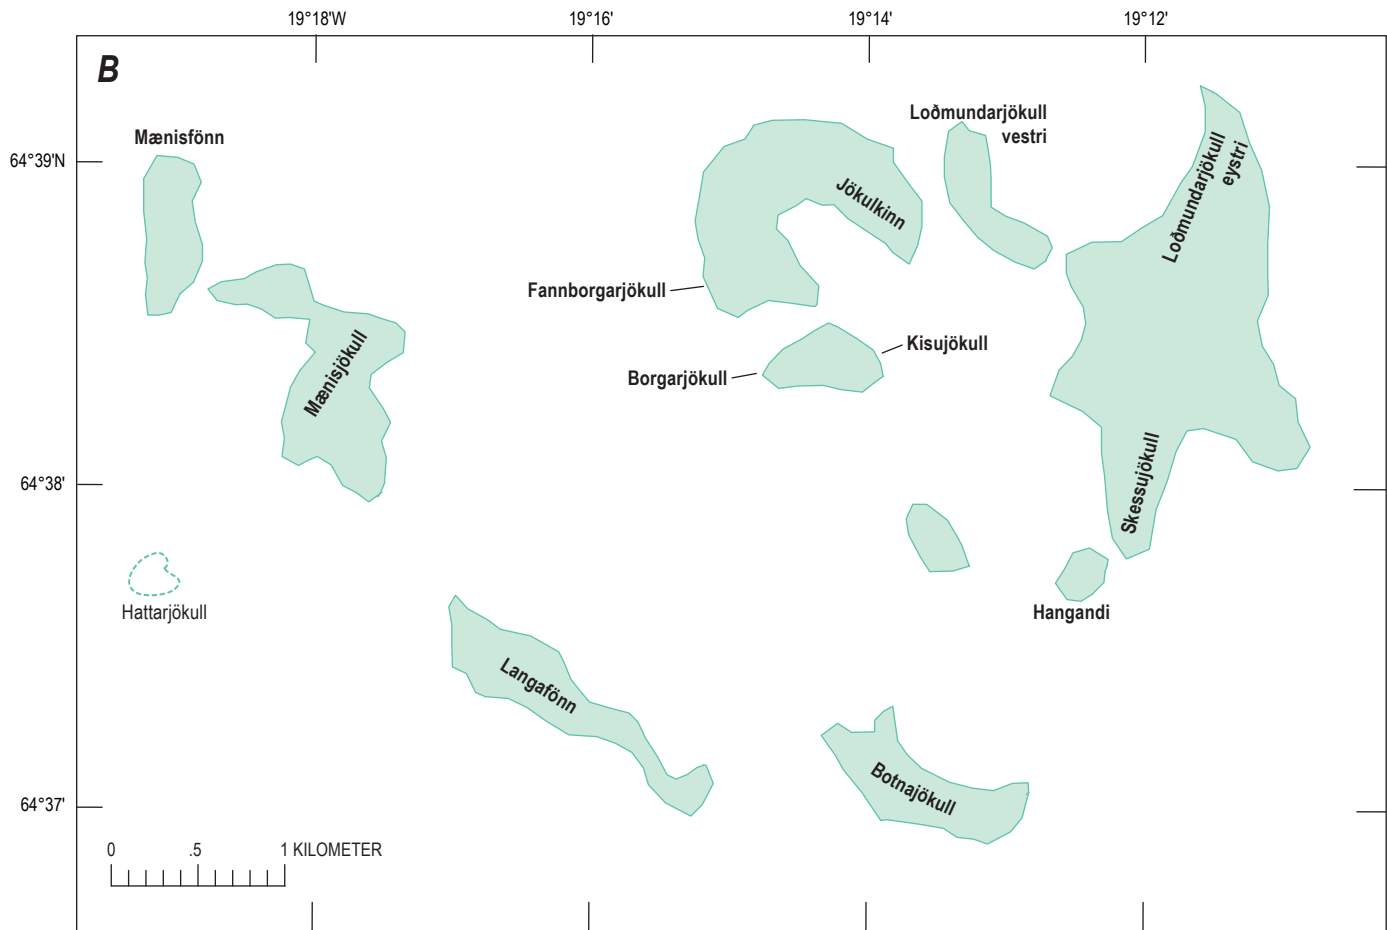 19°18'W
19°16'
19°14'
19°12'
B
Mænisfönn
Loðmundarjökull
vestri
64°39'N
Loðmundarjökull
eystri
Jökulkinn
Fannborgarjökull
Kisujökull
Borgarjökull
Mænisjökull
64°38'
Skessujökull
Hattarjökull
Hangandi
Langafönn
Botnajökull
64°37'
0 .5 1 KILOMETER